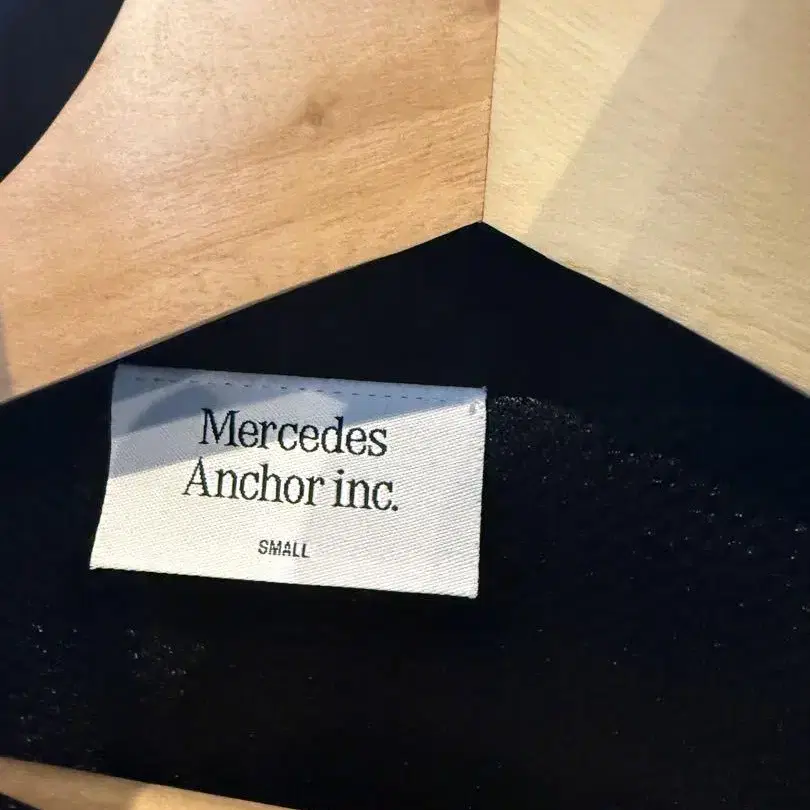 Mercedes
Anchor inc.
SMALL